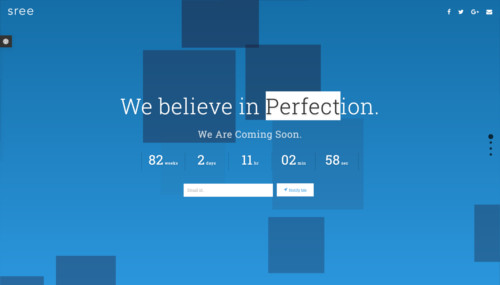 sree
We believe in Perfection.
We Are Coming Soon.
82 weeks 2 days 11 hr 02 min 58 sec
Email id Notify Me